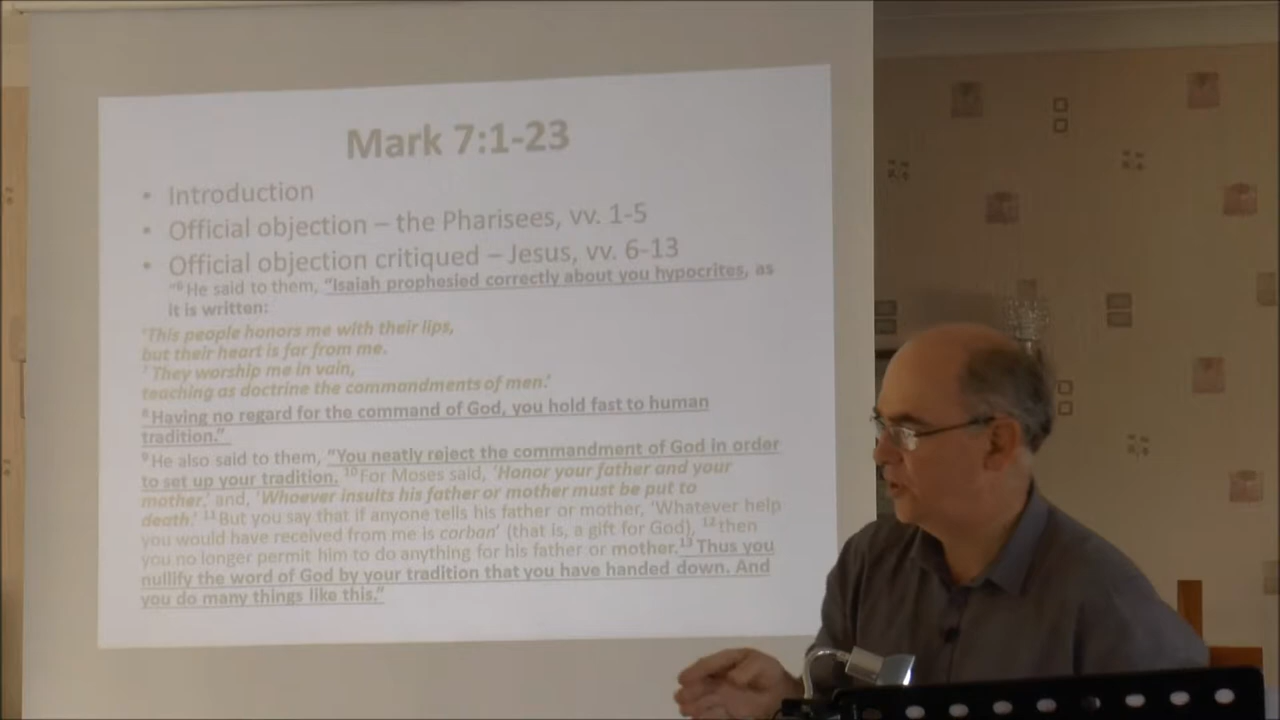 Mark 7:1-23
• Introduction
• Official objection – the Pharisees, vv. 1-5
• Official objection critiqued – Jesus, vv. 6-13
"⁶ He said to them, "Isaiah prophesied correctly about you hypocrites, as
it is written:
'This people honors me with their lips,
but their heart is far from me.
⁷ They worship me in vain,
teaching as doctrine the commandments of men.'
⁸ Having no regard for the command of God, you hold fast to human
tradition."
⁹ He also said to them, "You neatly reject the commandment of God in order
to set up your tradition. ¹⁰ For Moses said, 'Honor your father and your
mother,' and, 'Whoever insults his father or mother must be put to
death.' ¹¹ But you say that if anyone tells his father or mother, 'Whatever help
you would have received from me is corban' (that is, a gift for God), ¹² then
you no longer permit him to do anything for his father or mother. ¹³ Thus you
nullify the word of God by your tradition that you have handed down. And
you do many things like this."